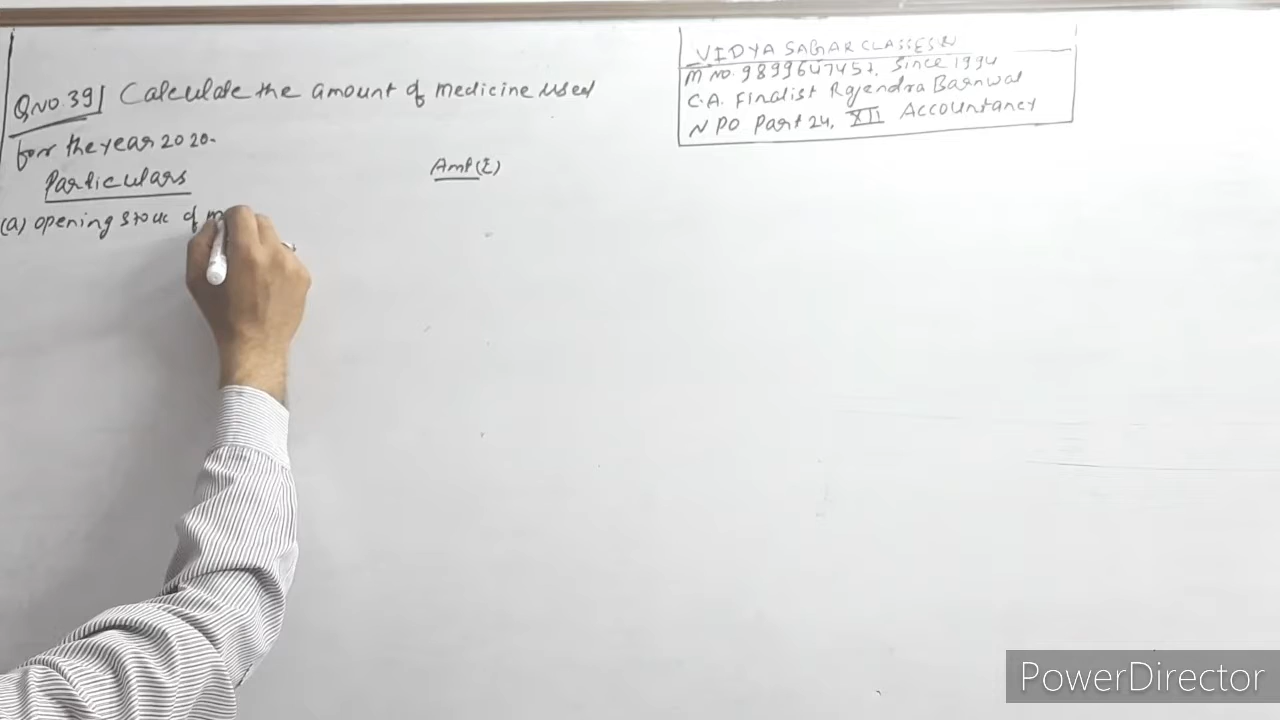 Q NO. 39 Calculate the amount of medicine used
for the year 2020.
Particulars
Amt (₹)
(a) opening stock of m
VIDYA SAGAR CLASSES
M NO. 9899647457, Since 1994
C.A. Finalist Rajendra Barnwal
NPO Part 24, XII Accountancy
PowerDirector